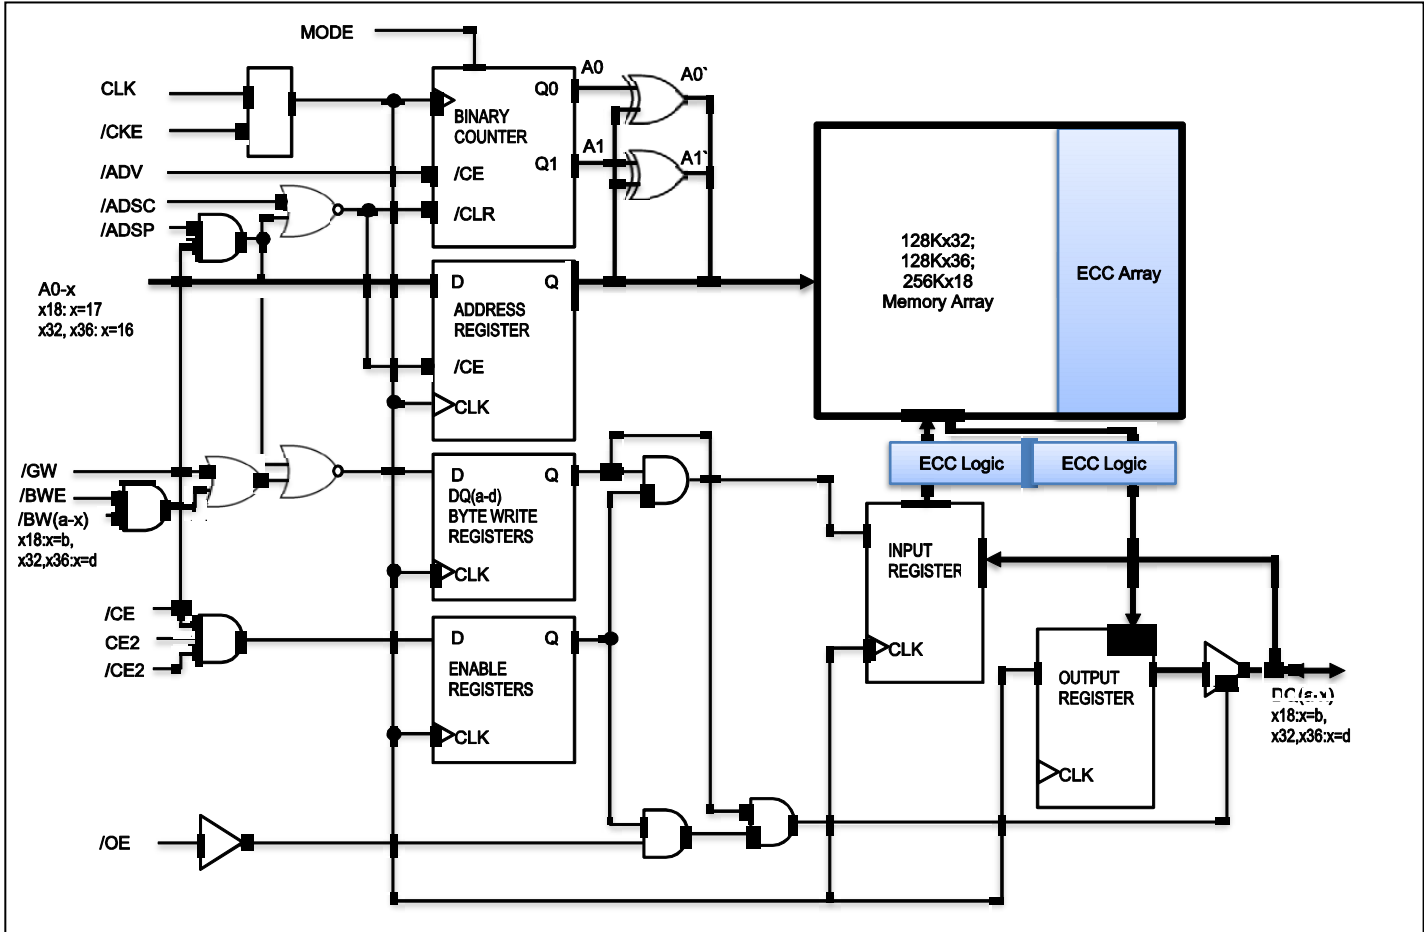 MODE
CLK
/CKE
/ADV
/ADSC
/ADSP
A0-x
x18: x=17
x32, x36: x=16
/GW
/BWE
/BW(a-x)
x18:x=b,
x32,x36:x=d
/CE
CE2
/CE2
/OE
Q0
BINARY
COUNTER
Q1
/CE
/CLR
A0
A0`
A1
A1`
D
Q
ADDRESS
REGISTER
/CE
CLK
D
Q
DQ(a-d)
BYTE WRITE
REGISTERS
CLK
D
Q
ENABLE
REGISTERS
CLK
128Kx32;
128Kx36;
256Kx18
Memory Array
ECC Array
ECC Logic
ECC Logic
INPUT
REGISTER
CLK
OUTPUT
REGISTER
CLK
DQ(a-x)
x18:x=b,
x32,x36:x=d